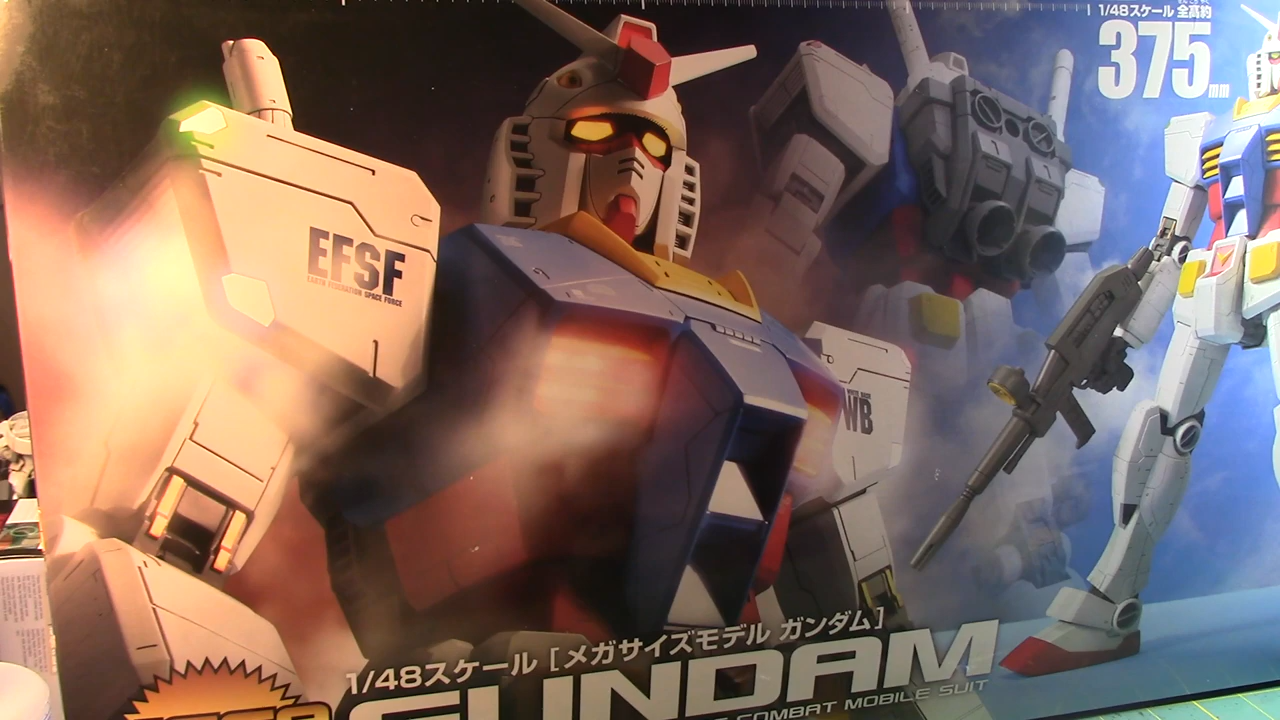 1/48スケール 全高約
375mm
EFSF
EARTH FEDERATION SPACE FORCE
WHITE BASE
WB
1/48スケール [メガサイズモデル ガンダム]
GUNDAM
COMBAT MOBILE SUIT